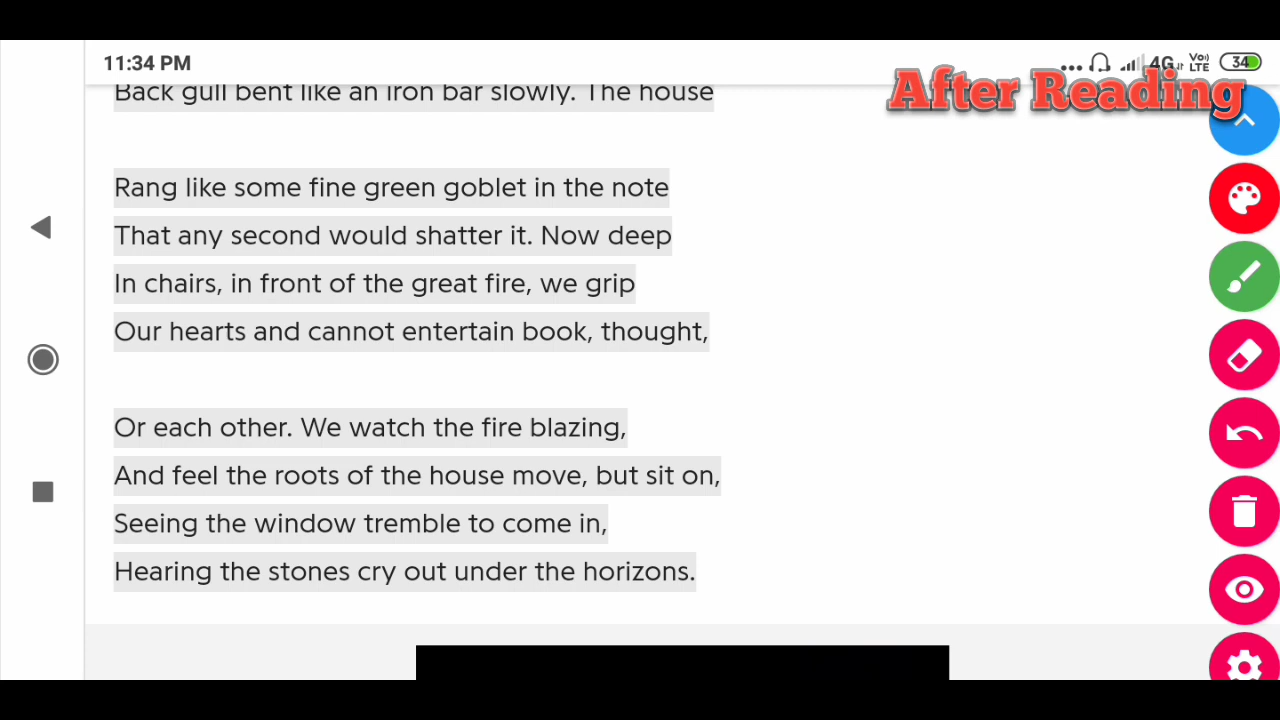 11:34 PM
4G
Vo)
LTE
34
After Reading
Back gull bent like an iron bar slowly. The house
Rang like some fine green goblet in the note
That any second would shatter it. Now deep
In chairs, in front of the great fire, we grip
Our hearts and cannot entertain book, thought,
Or each other. We watch the fire blazing,
And feel the roots of the house move, but sit on,
Seeing the window tremble to come in,
Hearing the stones cry out under the horizons.